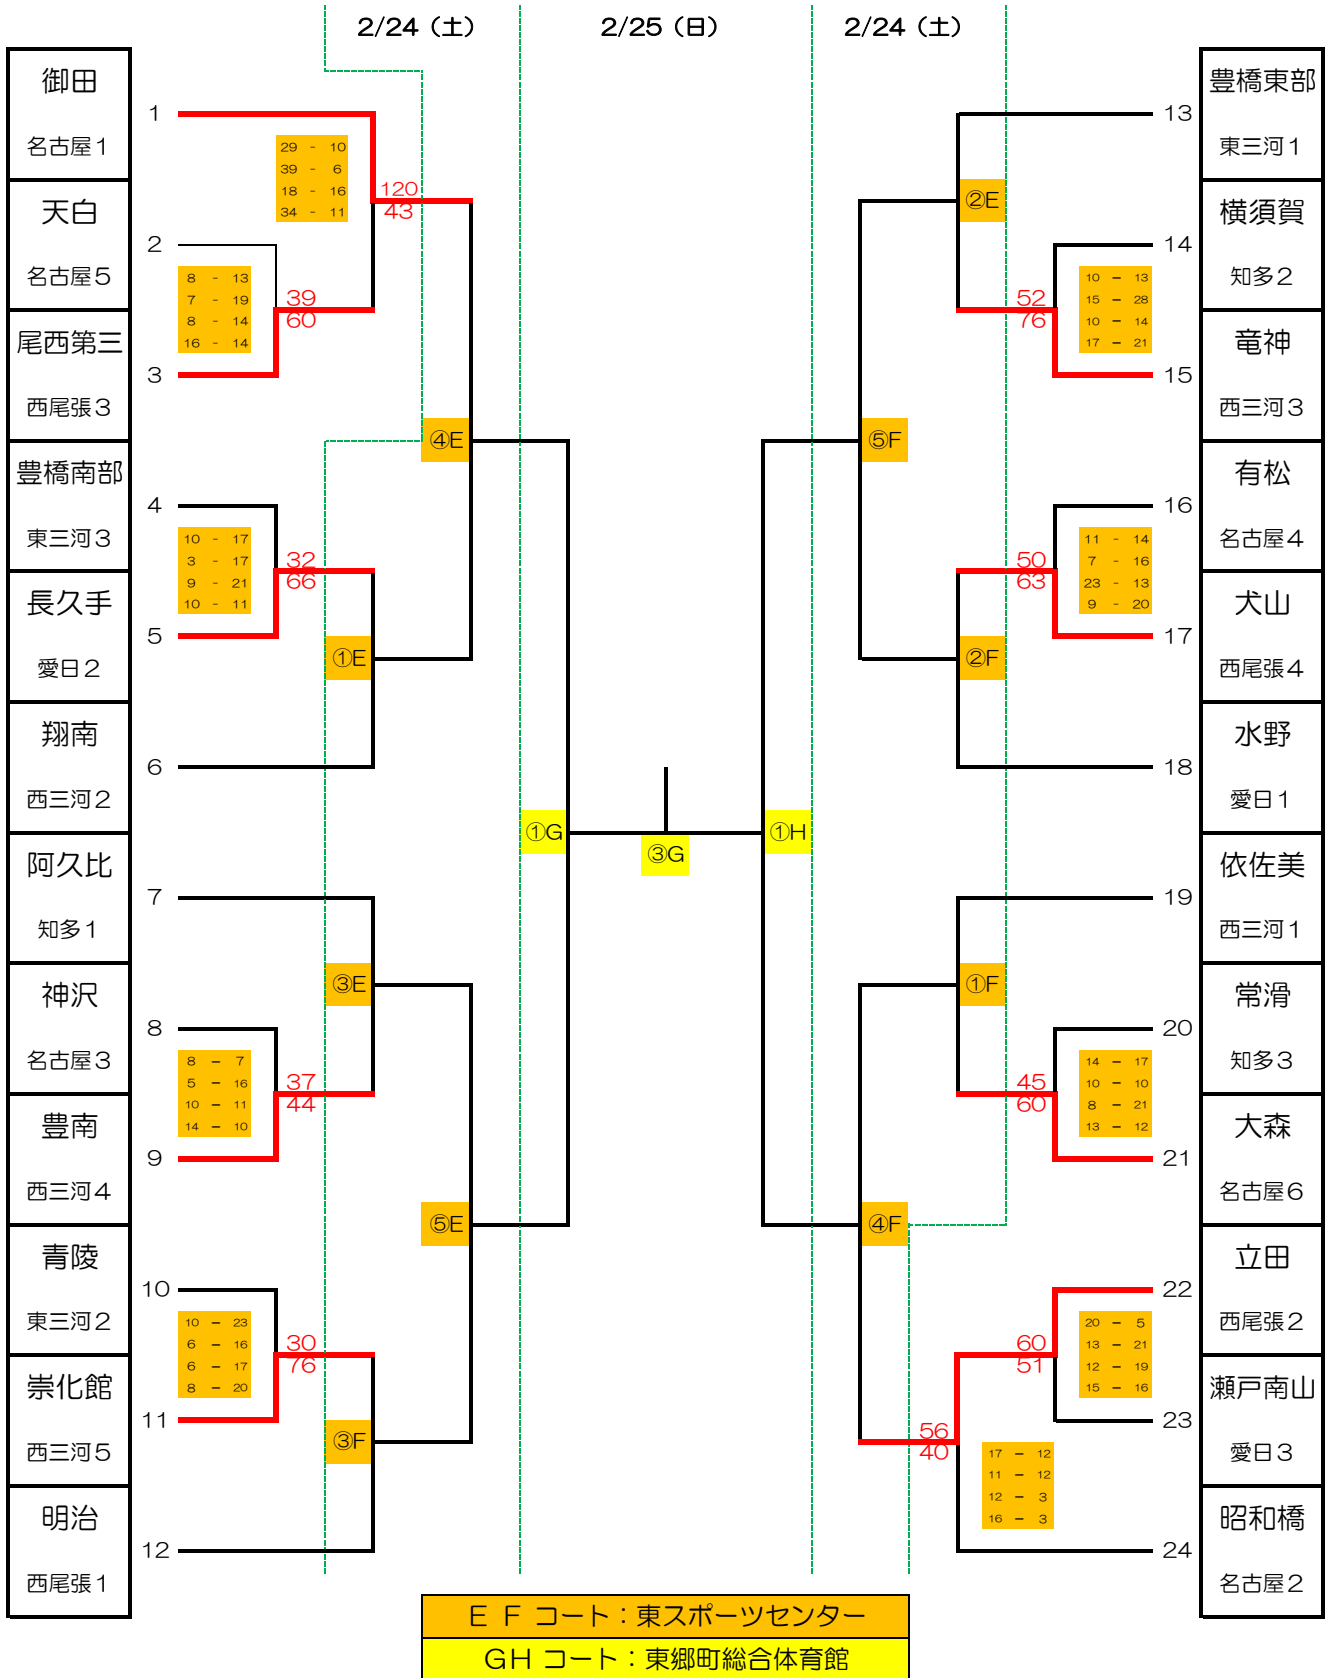 2/24（土）
2/25（日）
2/24（土）
御田
名古屋1
1
天白
名古屋5
2
尾西第三
西尾張3
3
豊橋南部
東三河3
4
長久手
愛日2
5
翔南
西三河2
6
阿久比
知多1
7
神沢
名古屋3
8
豊南
西三河4
9
青陵
東三河2
10
崇化館
西三河5
11
明治
西尾張1
12
29 - 10
39 - 6
18 - 16
34 - 11
120
43
8 - 13
7 - 19
8 - 14
16 - 14
39
60
④E
10 - 17
3 - 17
9 - 21
10 - 11
32
66
①E
③E
8 - 7
5 - 16
10 - 11
14 - 10
37
44
⑤E
10 - 23
6 - 16
6 - 17
8 - 20
30
76
③F
①G
③G
①H
13
豊橋東部
東三河1
14
横須賀
知多2
15
竜神
西三河3
16
有松
名古屋4
17
犬山
西尾張4
18
水野
愛日1
19
依佐美
西三河1
20
常滑
知多3
21
大森
名古屋6
22
立田
西尾張2
23
瀬戸南山
愛日3
24
昭和橋
名古屋2
②E
52
76
10 - 13
15 - 28
10 - 14
17 - 21
⑤F
50
63
11 - 14
7 - 16
23 - 13
9 - 20
②F
①F
45
60
14 - 17
10 - 10
8 - 21
13 - 12
④F
60
51
20 - 5
13 - 21
12 - 19
15 - 16
56
40
17 - 12
11 - 12
12 - 3
16 - 3
E F コート：東スポーツセンター
GH コート：東郷町総合体育館